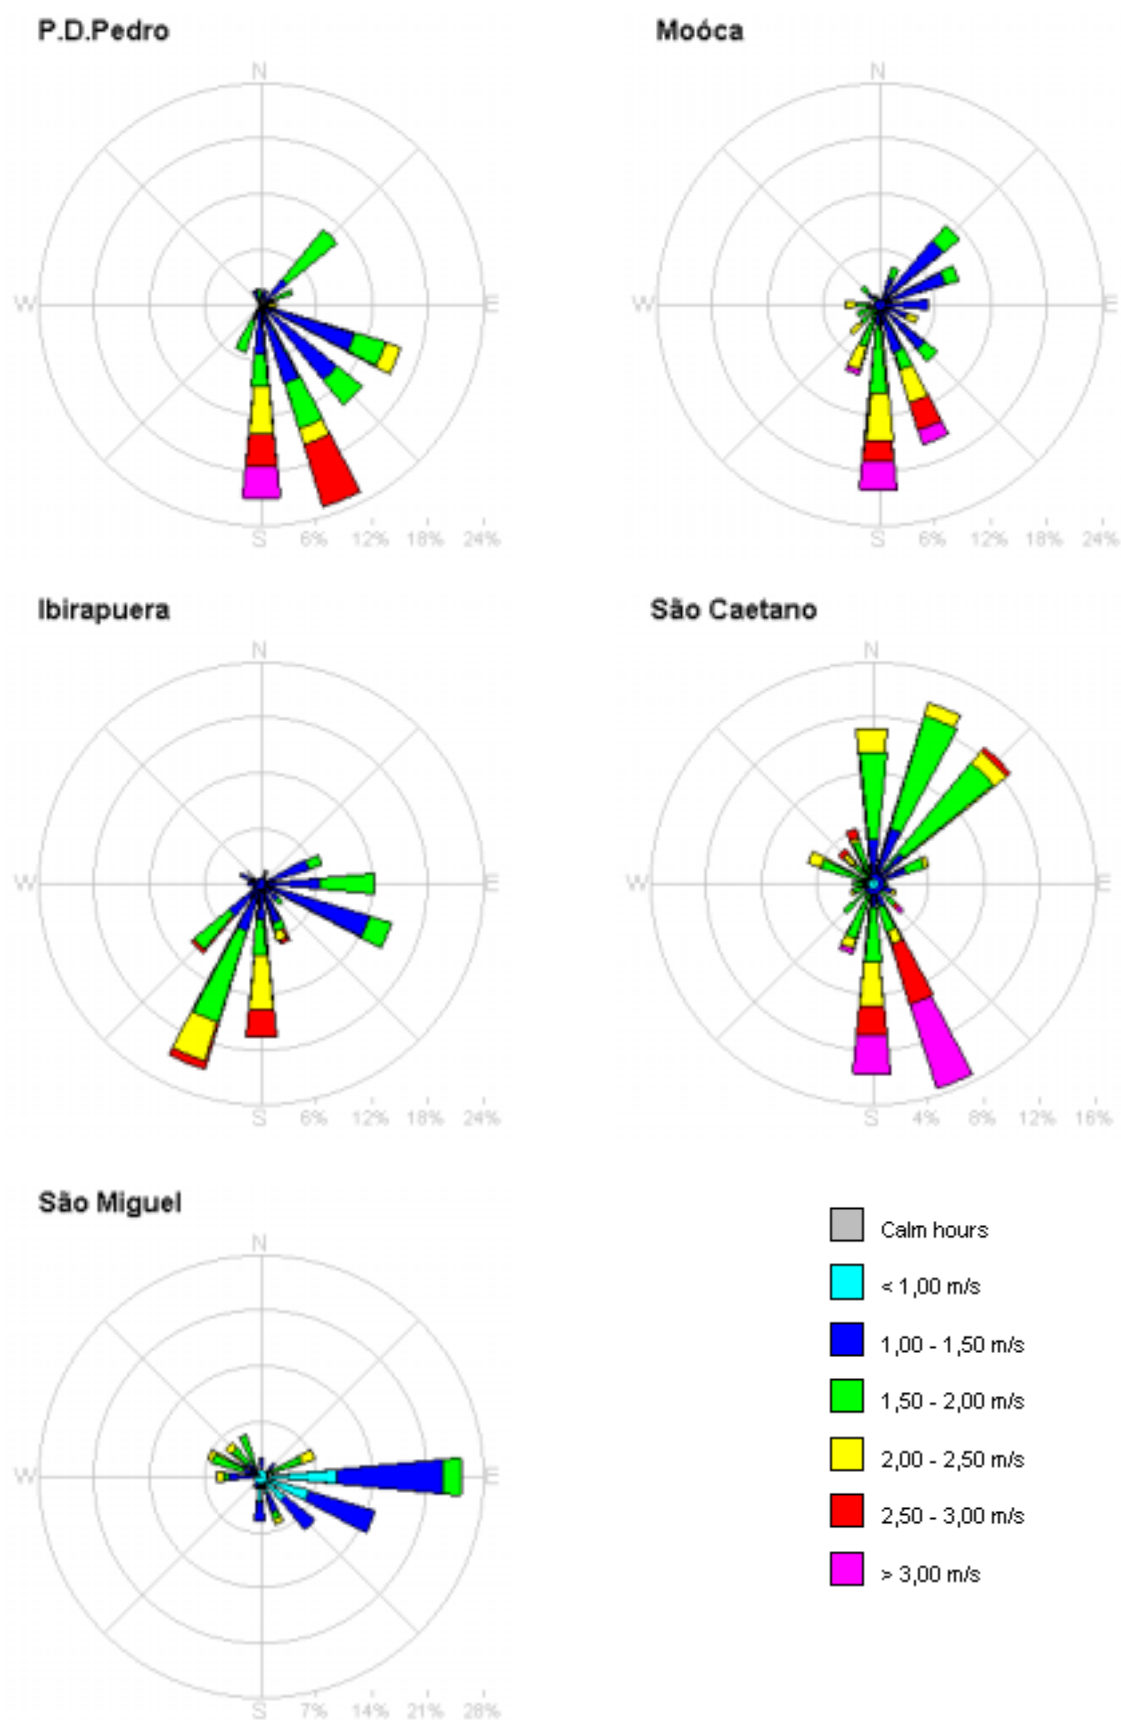 P.D.Pedro
Moóca
N
N
W
E
W
E
S
6%
12%
18%
24%
S
6%
12%
18%
24%
Ibirapuera
São Caetano
N
N
W
E
W
E
S
6%
12%
18%
24%
S
4%
8%
12%
16%
São Miguel
N
W
E
S
7%
14%
21%
28%
Calm hours
< 1,00 m/s
1,00 - 1,50 m/s
1,50 - 2,00 m/s
2,00 - 2,50 m/s
2,50 - 3,00 m/s
> 3,00 m/s